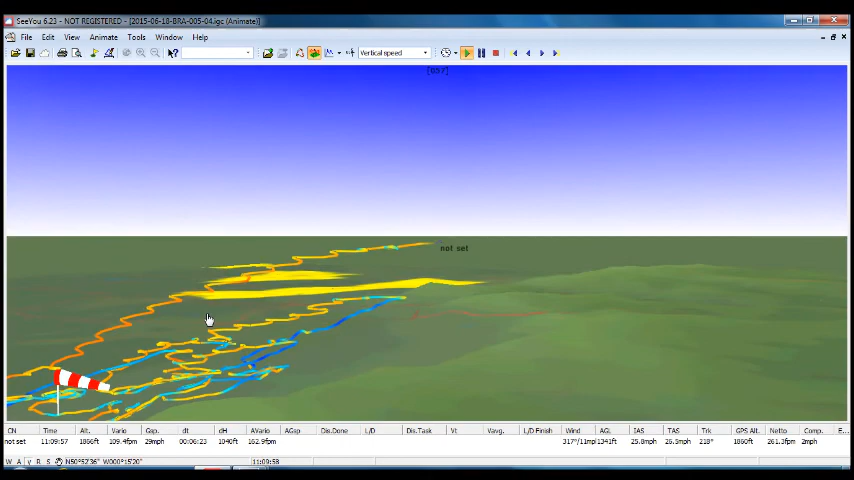 SeeYou 6.23 - NOT REGISTERED - [2015-06-18-BRA-005-04.igc (Animate)]
File Edit View Animate Tools Window Help
Vertical speed
[057]
not set
CN Time Alt. Vario Gsp. dt dH AVario AGsp Dis.Done L/D Dis.Task Vt Vavg. L/D Finish Wind AGL IAS TAS Trk GPS Alt. Netto Comp. E...
not set 11:09:57 1866ft 109.4fpm 29mph 00:06:23 1040ft 162.9fpm 317°/11mph 1341ft 25.8mph 26.5mph 218° 1860ft 261.3fpm 2mph
W A y R S N50°52'36" W000°15'20" 11:09:58